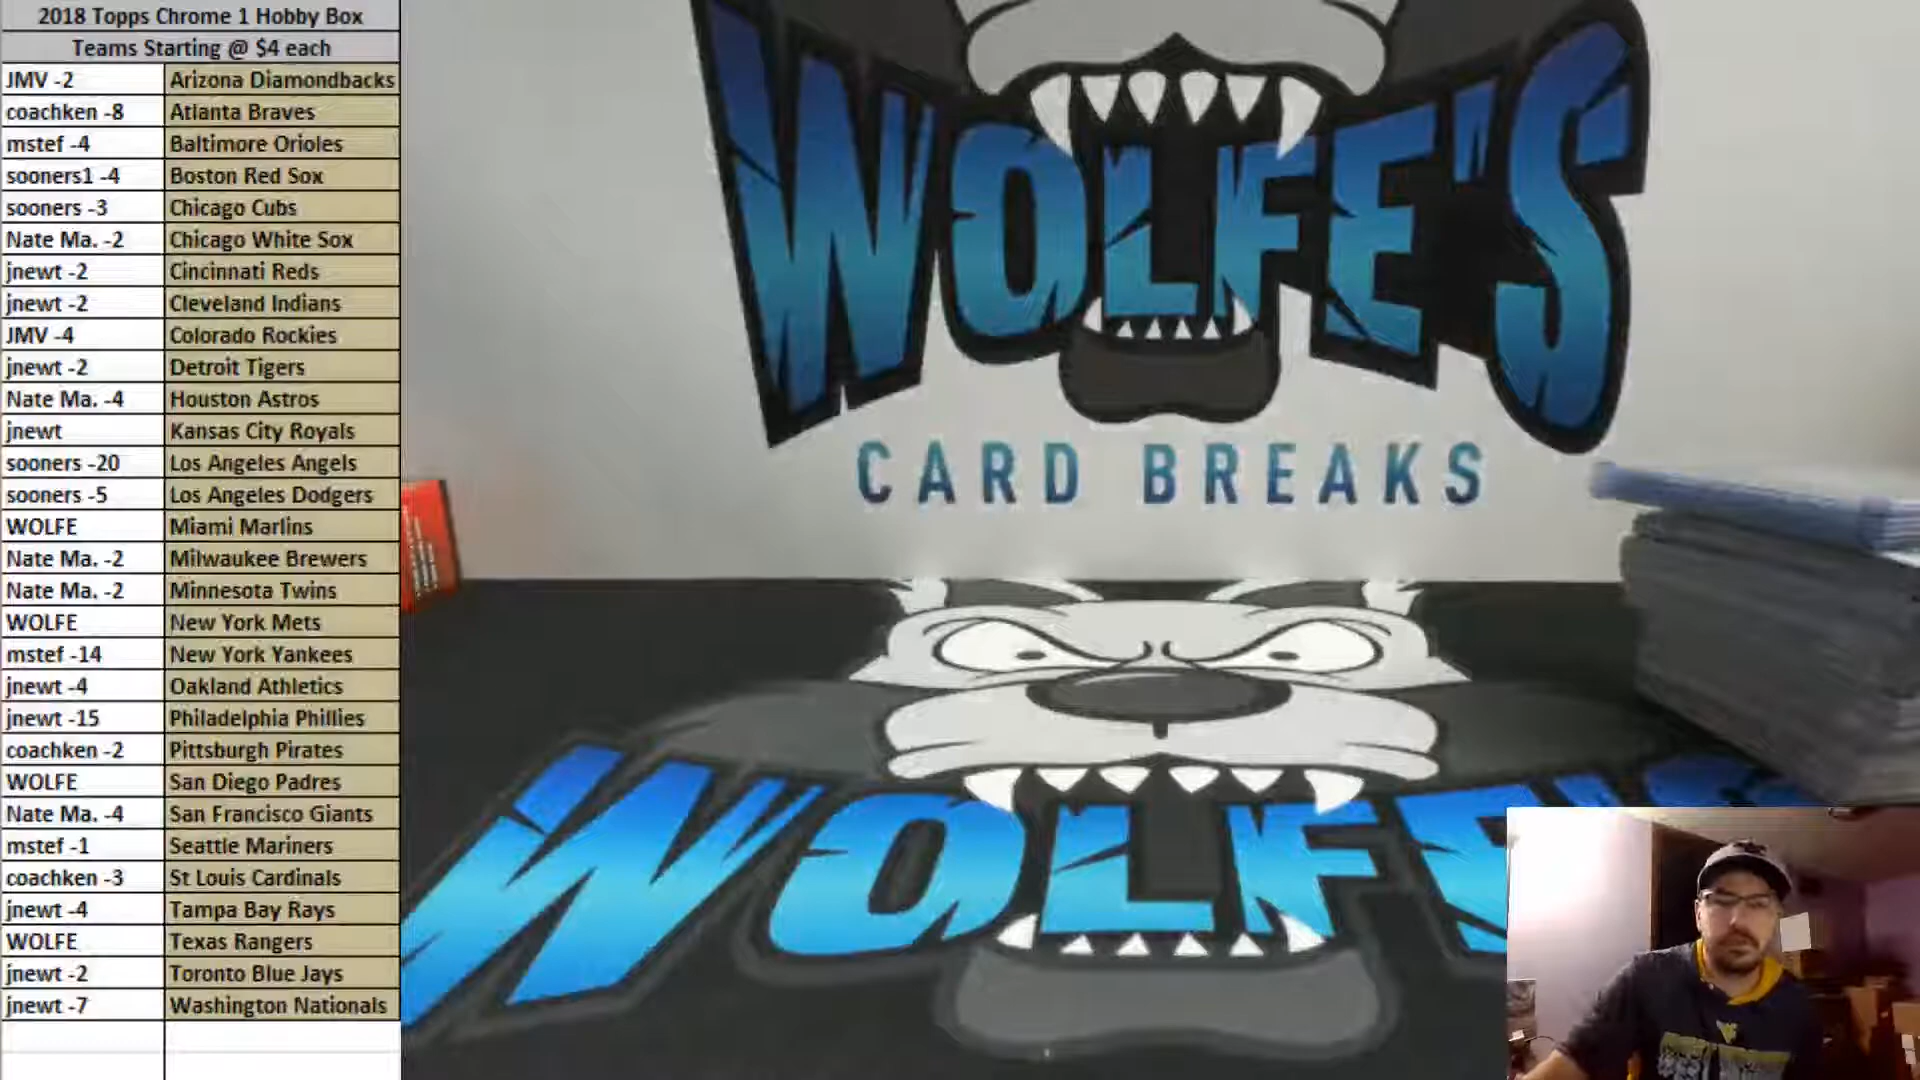 2018 Topps Chrome 1 Hobby Box
Teams Starting @ $4 each
JMV -2 Arizona Diamondbacks
coachken -8 Atlanta Braves
mstef -4 Baltimore Orioles
sooners1 -4 Boston Red Sox
sooners -3 Chicago Cubs
Nate Ma. -2 Chicago White Sox
jnewt -2 Cincinnati Reds
jnewt -2 Cleveland Indians
JMV -4 Colorado Rockies
jnewt -2 Detroit Tigers
Nate Ma. -4 Houston Astros
jnewt Kansas City Royals
sooners -20 Los Angeles Angels
sooners -5 Los Angeles Dodgers
WOLFE Miami Marlins
Nate Ma. -2 Milwaukee Brewers
Nate Ma. -2 Minnesota Twins
WOLFE New York Mets
mstef -14 New York Yankees
jnewt -4 Oakland Athletics
jnewt -15 Philadelphia Phillies
coachken -2 Pittsburgh Pirates
WOLFE San Diego Padres
Nate Ma. -4 San Francisco Giants
mstef -1 Seattle Mariners
coachken -3 St Louis Cardinals
jnewt -4 Tampa Bay Rays
WOLFE Texas Rangers
jnewt -2 Toronto Blue Jays
jnewt -7 Washington Nationals
WOLFE'S
CARD BREAKS
WOLFE'S